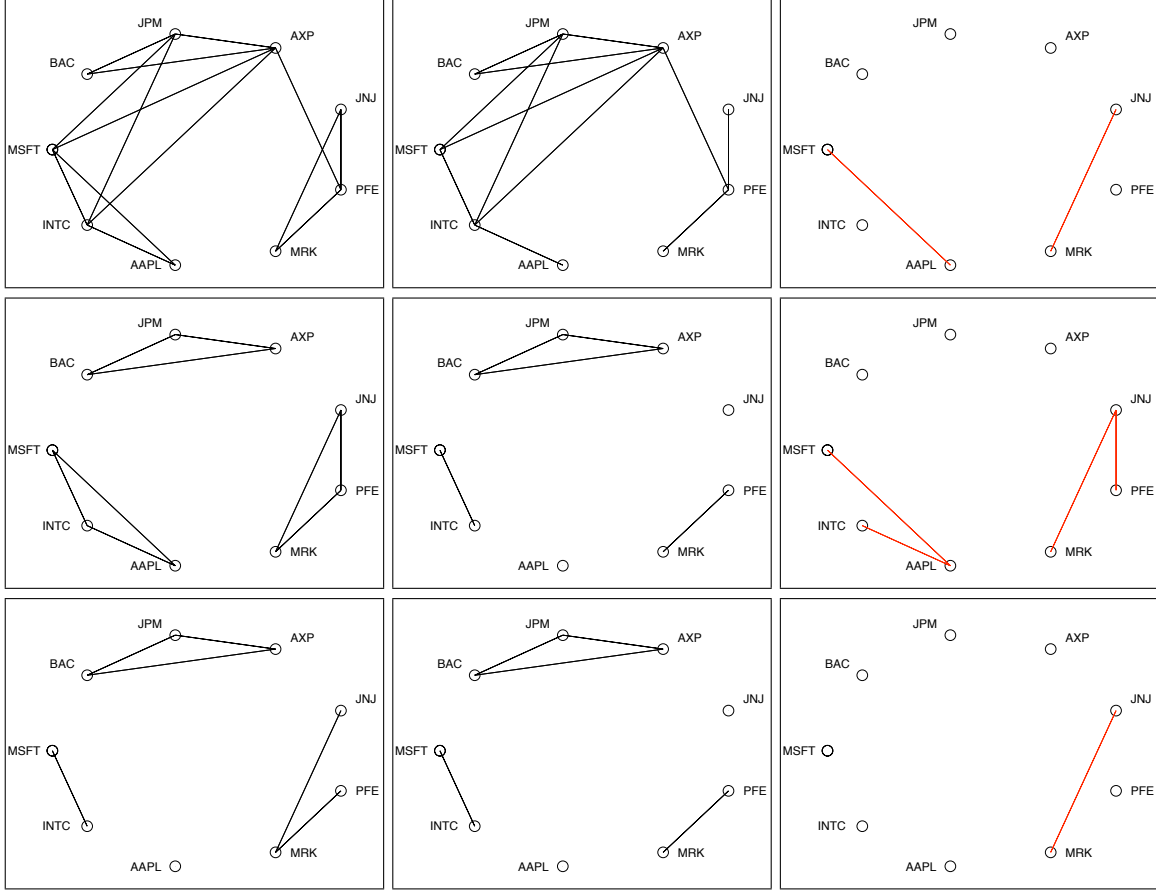 JPM
AXP
BAC
JNJ
MSFT
PFE
INTC
MRK
AAPL
JPM
AXP
BAC
JNJ
MSFT
PFE
INTC
MRK
AAPL
JPM
AXP
BAC
JNJ
MSFT
PFE
INTC
MRK
AAPL
JPM
AXP
BAC
JNJ
MSFT
PFE
INTC
MRK
AAPL
JPM
AXP
BAC
JNJ
MSFT
PFE
INTC
MRK
AAPL
JPM
AXP
BAC
JNJ
MSFT
PFE
INTC
MRK
AAPL
JPM
AXP
BAC
JNJ
MSFT
PFE
INTC
MRK
AAPL
JPM
AXP
BAC
JNJ
MSFT
PFE
INTC
MRK
AAPL
JPM
AXP
BAC
JNJ
MSFT
PFE
INTC
MRK
AAPL